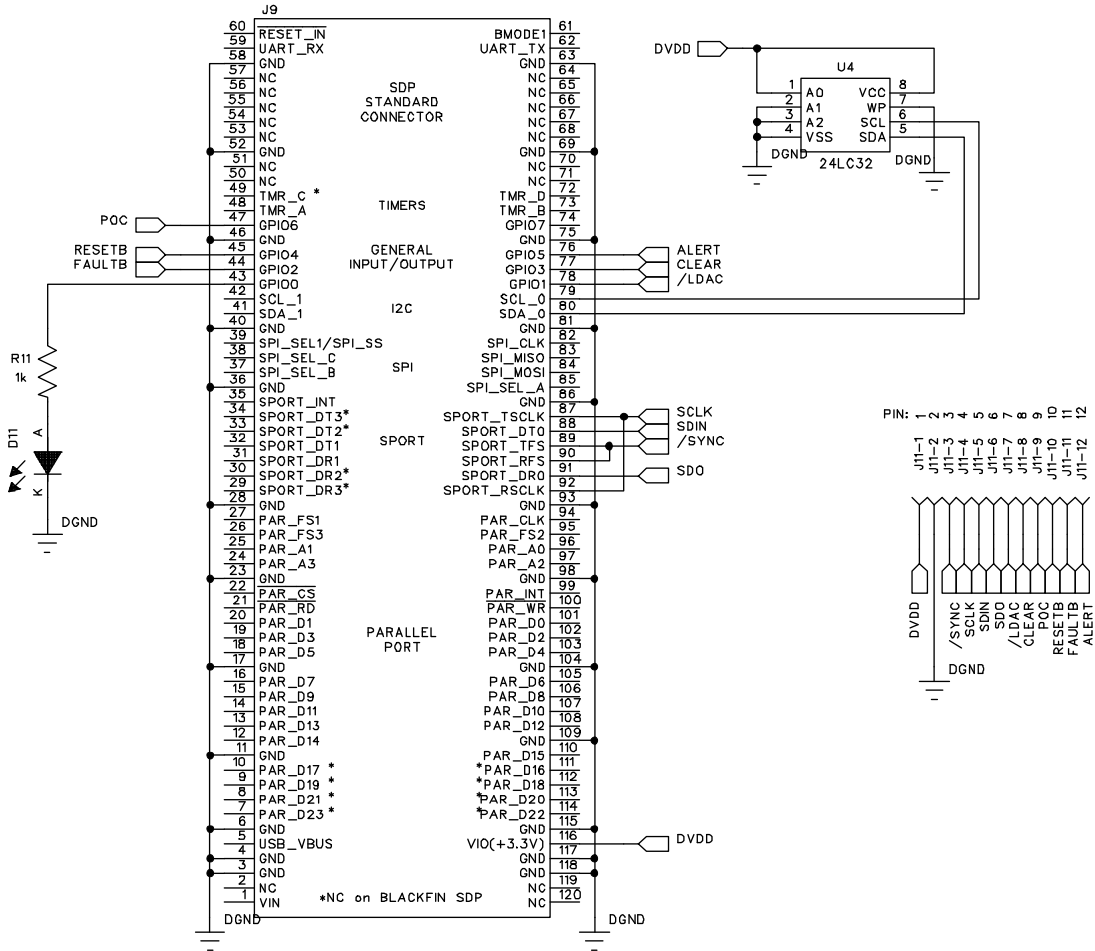 J9
60 RESET_IN BMODE1 61
59 UART_RX UART_TX 62
58 GND GND 63
57 NC NC 64
56 NC NC 65
55 NC NC 66
54 NC NC 67
53 NC NC 68
52 GND GND 69
51 NC NC 70
50 NC NC 71
49 TMR_C * TMR_D 72
48 TMR_A TMR_B 73
47 GPIO6 GPIO7 74
46 GND GND 75
45 GPIO4 GPIO5 76
44 GPIO2 GPIO3 77
43 GPIO0 GPIO1 78
42 SCL_1 SCL_0 79
41 SDA_1 SDA_0 80
40 GND GND 81
39 SPI_SEL1/SPI_SS SPI_CLK 82
38 SPI_SEL_C SPI_MISO 83
37 SPI_SEL_B SPI_MOSI 84
36 GND SPI_SEL_A 85
35 SPORT_INT GND 86
34 SPORT_DT3* SPORT_TSCLK 87
33 SPORT_DT2* SPORT_DT0 88
32 SPORT_DT1 SPORT_TFS 89
31 SPORT_DR1 SPORT_RFS 90
30 SPORT_DR2* SPORT_DR0 91
29 SPORT_DR3* SPORT_RSCLK 92
28 GND GND 93
27 PAR_FS1 PAR_CLK 94
26 PAR_FS3 PAR_FS2 95
25 PAR_A1 PAR_A0 96
24 PAR_A3 PAR_A2 97
23 GND GND 98
22 PAR_CS PAR_INT 99
21 PAR_RD PAR_WR 100
20 PAR_D1 PAR_D0 101
19 PAR_D3 PAR_D2 102
18 PAR_D5 PAR_D4 103
17 GND GND 104
16 PAR_D7 PAR_D6 105
15 PAR_D9 PAR_D8 106
14 PAR_D11 PAR_D10 107
13 PAR_D13 PAR_D12 108
12 PAR_D14 GND 109
11 GND PAR_D15 110
10 PAR_D17 * *PAR_D16 111
9 PAR_D19 * *PAR_D18 112
8 PAR_D21 * *PAR_D20 113
7 PAR_D23 * *PAR_D22 114
6 GND GND 115
5 USB_VBUS VIO(+3.3V) 116
4 GND GND 117
3 GND GND 118
2 NC NC 119
1 VIN *NC on BLACKFIN SDP NC 120
SDP
STANDARD
CONNECTOR
TIMERS
GENERAL
INPUT/OUTPUT
I2C
SPI
SPORT
PARALLEL
PORT
POC
RESETB
FAULTB
R11
1k
D11
A
K
DGND
DGND
DGND
ALERT
CLEAR
/LDAC
SCLK
SDIN
/SYNC
SDO
DVDD
DVDD
U4
1 A0 VCC 8
2 A1 WP 7
3 A2 SCL 6
4 VSS SDA 5
24LC32
DGND
DGND
PIN: 1 2 3 4 5 6 7 8 9 10 11 12
J11-1
J11-2
J11-3
J11-4
J11-5
J11-6
J11-7
J11-8
J11-9
J11-10
J11-11
J11-12
DVDD
/SYNC
SCLK
SDIN
SDO
/LDAC
CLEAR
POC
RESETB
FAULTB
ALERT
DGND